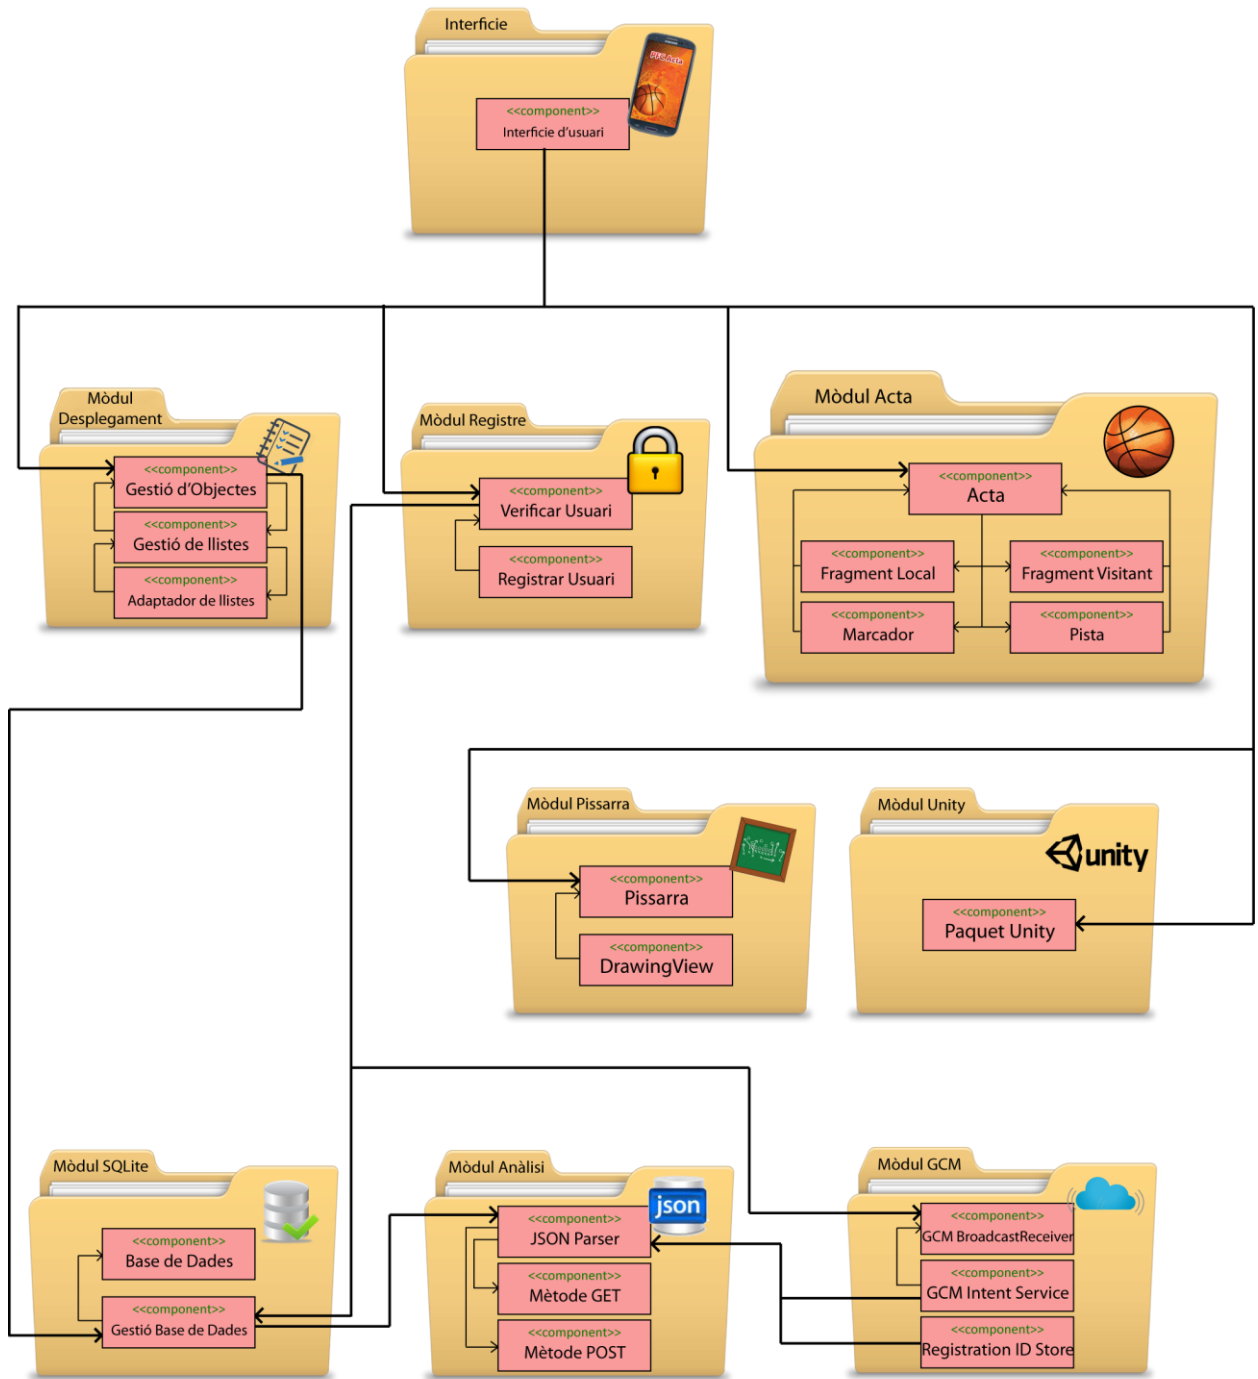 Interfície
PFC Acta
<<component>>
Interfície d'usuari
Mòdul
Desplegament
<<component>>
Gestió d'Objectes
<<component>>
Gestió de llistes
<<component>>
Adaptador de llistes
Mòdul Registre
<<component>>
Verificar Usuari
<<component>>
Registrar Usuari
Mòdul Acta
<<component>>
Acta
<<component>>
Fragment Local
<<component>>
Fragment Visitant
<<component>>
Marcador
<<component>>
Pista
Mòdul Pissarra
<<component>>
Pissarra
<<component>>
DrawingView
Mòdul Unity
unity
<<component>>
Paquet Unity
Mòdul SQLite
<<component>>
Base de Dades
<<component>>
Gestió Base de Dades
Mòdul Anàlisi
json
<<component>>
JSON Parser
<<component>>
Mètode GET
<<component>>
Mètode POST
Mòdul GCM
<<component>>
GCM BroadcastReceiver
<<component>>
GCM Intent Service
<<component>>
Registration ID Store